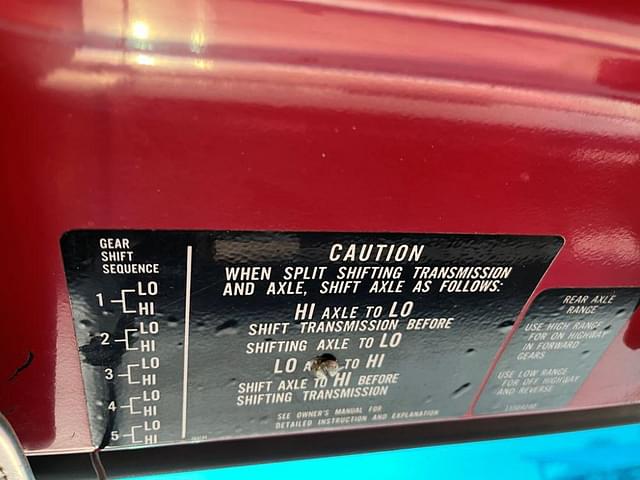 GEAR
SHIFT
SEQUENCE
1 LO
HI
2 LO
HI
3 LO
HI
4 LO
HI
5 LO
HI
CAUTION
WHEN SPLIT SHIFTING TRANSMISSION
AND AXLE, SHIFT AXLE AS FOLLOWS:
HI AXLE TO LO
SHIFT TRANSMISSION BEFORE
SHIFTING AXLE TO LO
LO TO HI
SHIFT AXLE TO HI BEFORE
SHIFTING TRANSMISSION
SEE OWNER'S MANUAL FOR
DETAILED INSTRUCTION AND EXPLANATION
REAR AXLE
RANGE
USE HIGH RANGE
FOR ON HIGHWAY
IN FORWARD
GEARS
USE LOW RANGE
FOR OFF HIGHWAY
AND REVERSE